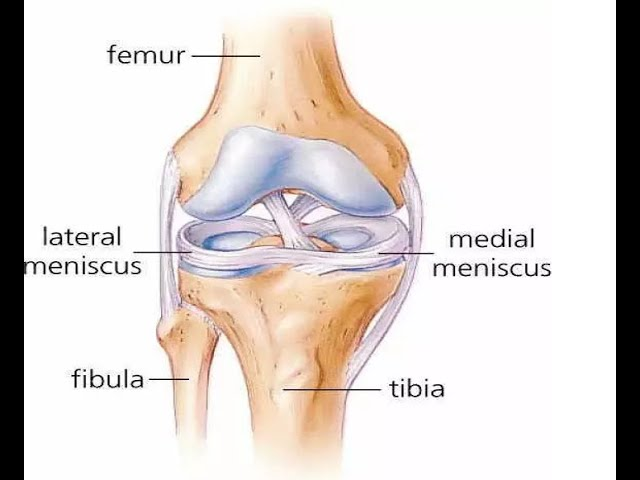 femur
lateral
meniscus
medial
meniscus
fibula
tibia